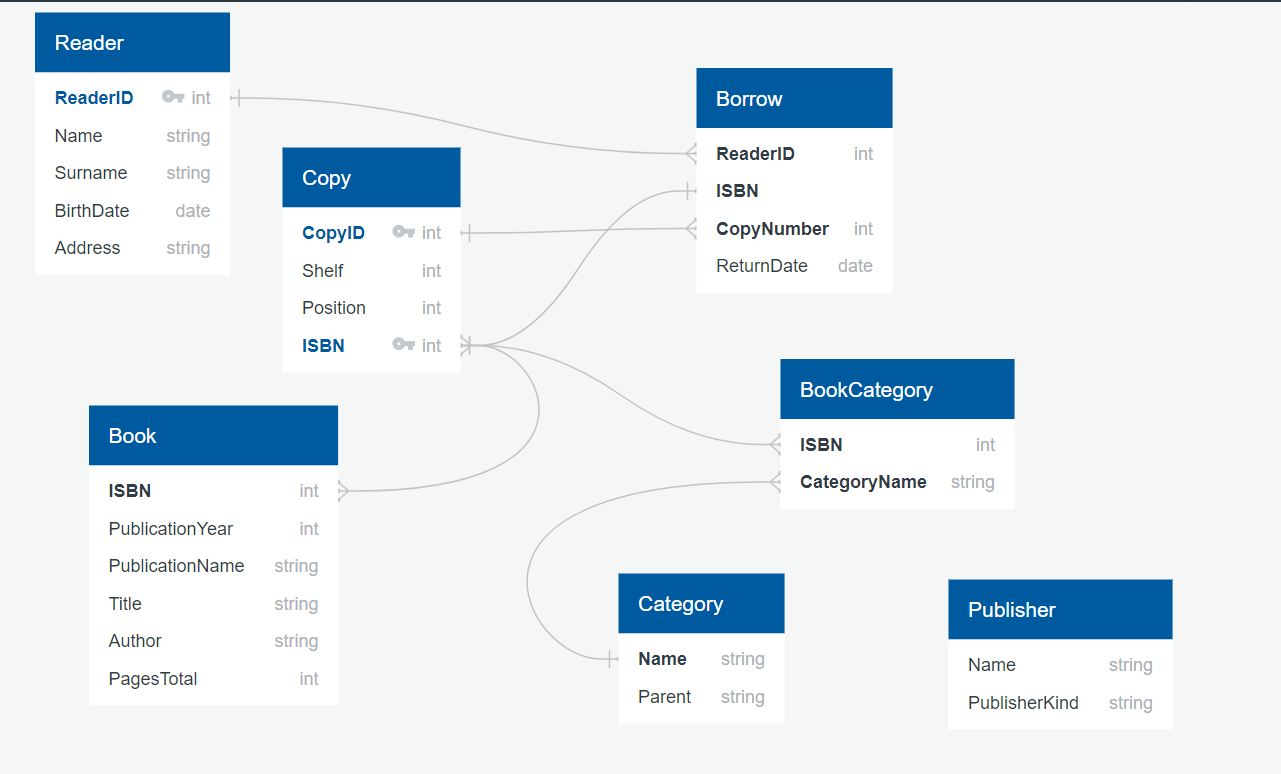 Reader
ReaderID int
Name string
Surname string
BirthDate date
Address string
Copy
CopyID int
Shelf int
Position int
ISBN int
Borrow
ReaderID int
ISBN
CopyNumber int
ReturnDate date
Book
ISBN int
PublicationYear int
PublicationName string
Title string
Author string
PagesTotal int
BookCategory
ISBN int
CategoryName string
Category
Name string
Parent string
Publisher
Name string
PublisherKind string